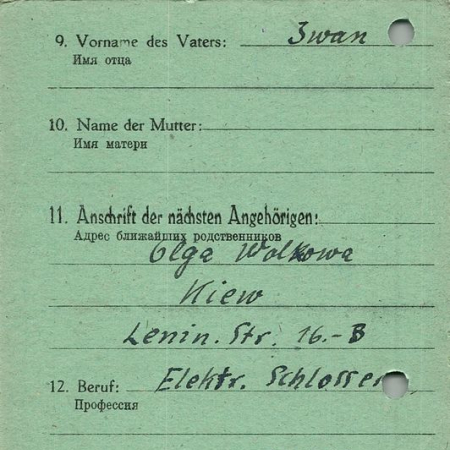 9. Vorname des Vaters: Iwan
Имя отца
10. Name der Mutter:
Имя матери
11. Anschrift der nächsten Angehörigen:
Адрес ближайших родственников
Olga Wolkowa
Kiew
Lenin. Str. 16.-B
12. Beruf: Elektr. Schlosser
Профессия